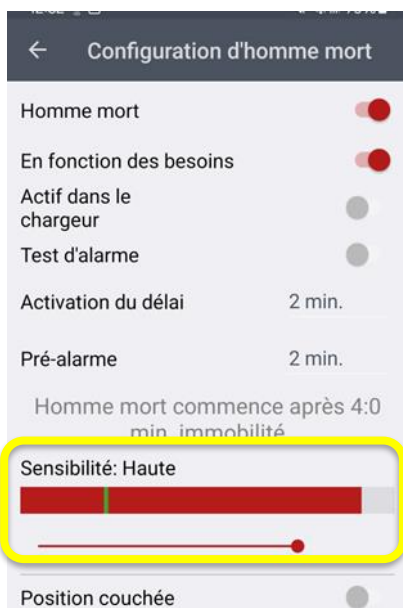 Configuration d'homme mort
Homme mort
En fonction des besoins
Actif dans le
chargeur
Test d'alarme
Activation du délai 2 min.
Pré-alarme 2 min.
Homme mort commence après 4:0
min. immobilité
Sensibilité: Haute
Position couchée